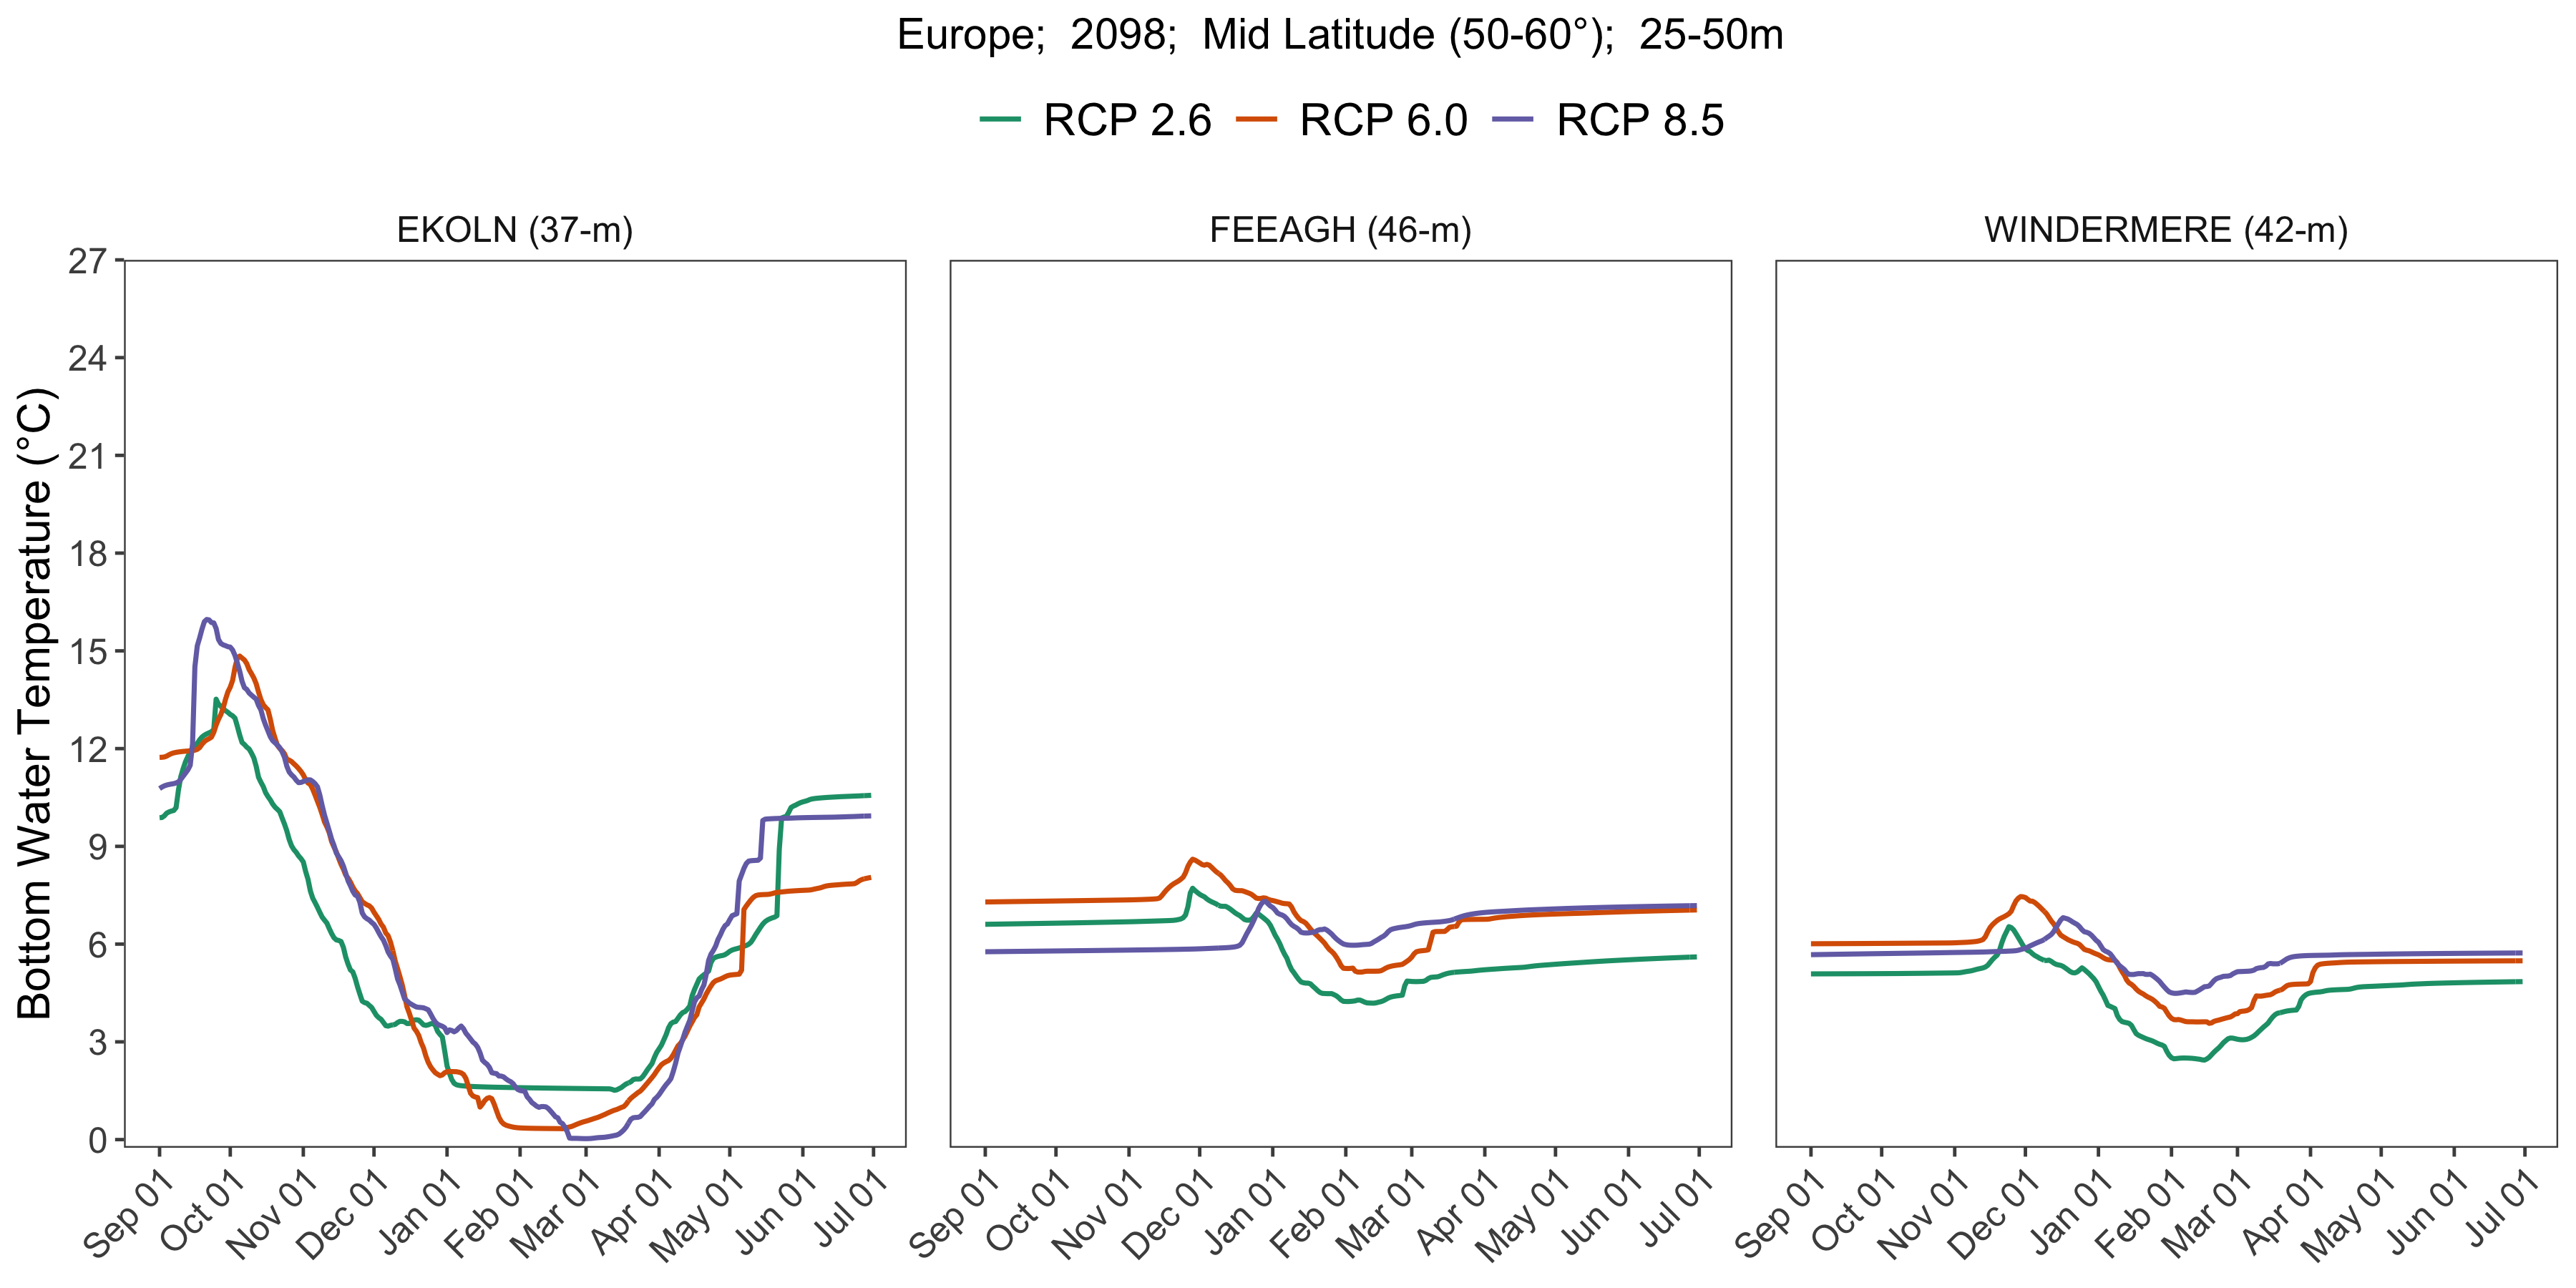 Europe; 2098; Mid Latitude (50-60°); 25-50m
RCP 2.6 RCP 6.0 RCP 8.5
EKOLN (37-m) FEEAGH (46-m) WINDERMERE (42-m)
Bottom Water Temperature (°C)
27
24
21
18
15
12
9
6
3
0
Sep 01 Oct 01 Nov 01 Dec 01 Jan 01 Feb 01 Mar 01 Apr 01 May 01 Jun 01 Jul 01 Sep 01 Oct 01 Nov 01 Dec 01 Jan 01 Feb 01 Mar 01 Apr 01 May 01 Jun 01 Jul 01 Sep 01 Oct 01 Nov 01 Dec 01 Jan 01 Feb 01 Mar 01 Apr 01 May 01 Jun 01 Jul 01